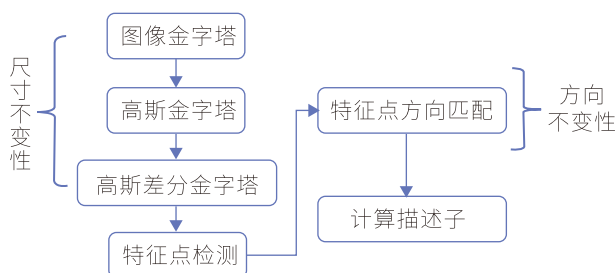 图像金字塔
高斯金字塔
高斯差分金字塔
特征点检测
尺寸不变性
特征点方向匹配
计算描述子
方向
不变性